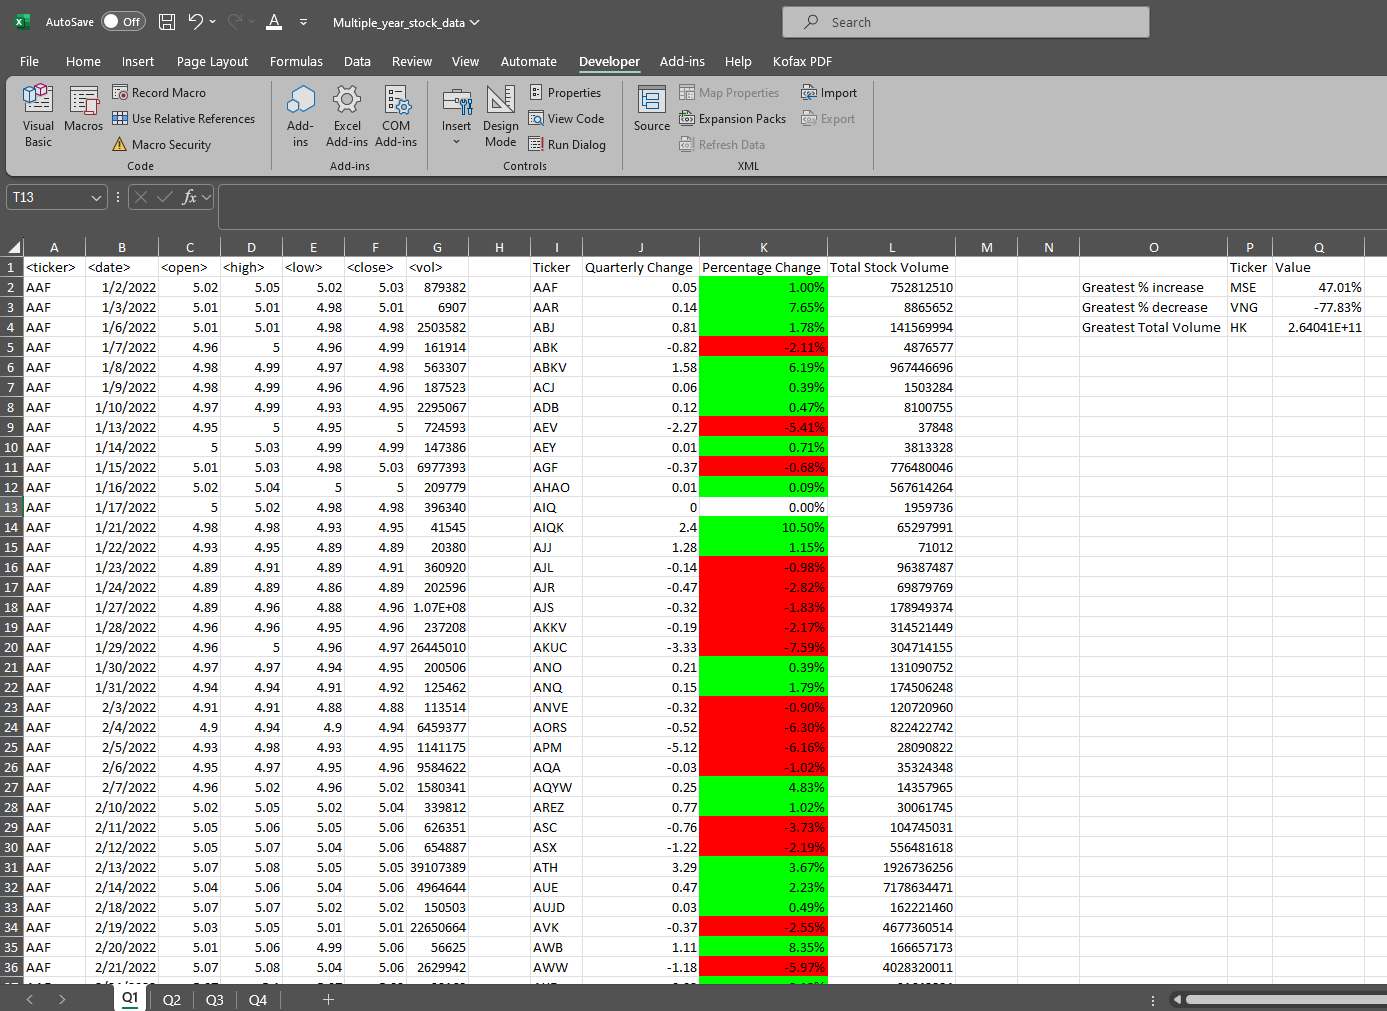 AutoSave Off Multiple_year_stock_data Search
File Home Insert Page Layout Formulas Data Review View Automate Developer Add-ins Help Kofax PDF
Visual Basic
Macros
Record Macro
Use Relative References
Macro Security
Code
Add-ins
Excel Add-ins
COM Add-ins
Add-ins
Insert
Design Mode
Properties
View Code
Run Dialog
Controls
Source
Map Properties
Expansion Packs
Refresh Data
Import
Export
XML
T13 fx
A B C D E F G H I J K L M N O P Q
1 <ticker> <date> <open> <high> <low> <close> <vol> Ticker Quarterly Change Percentage Change Total Stock Volume Ticker Value
2 AAF 1/2/2022 5.02 5.05 5.02 5.03 879382 AAF 0.05 1.00% 752812510 Greatest % increase MSE 47.01%
3 AAF 1/3/2022 5.01 5.01 4.98 5.01 6907 AAR 0.14 7.65% 8865652 Greatest % decrease VNG -77.83%
4 AAF 1/6/2022 5.01 5.01 4.98 4.98 2503582 ABJ 0.81 1.78% 141569994 Greatest Total Volume HK 2.64041E+11
5 AAF 1/7/2022 4.96 5 4.96 4.99 161914 ABK -0.82 -2.11% 4876577
6 AAF 1/8/2022 4.98 4.99 4.97 4.98 563307 ABKV 1.58 6.19% 967446696
7 AAF 1/9/2022 4.98 4.99 4.96 4.96 187523 ACJ 0.06 0.39% 1503284
8 AAF 1/10/2022 4.97 4.99 4.93 4.95 2295067 ADB 0.12 0.47% 8100755
9 AAF 1/13/2022 4.95 5 4.95 5 724593 AEV -2.27 -5.41% 37848
10 AAF 1/14/2022 5 5.03 4.99 4.99 147386 AEY 0.01 0.71% 3813328
11 AAF 1/15/2022 5.01 5.03 4.98 5.03 6977393 AGF -0.37 -0.68% 776480046
12 AAF 1/16/2022 5.02 5.04 5 5 209779 AHAO 0.01 0.09% 567614264
13 AAF 1/17/2022 5 5.02 4.98 4.98 396340 AIQ 0 0.00% 1959736
14 AAF 1/21/2022 4.98 4.98 4.93 4.95 41545 AIQK 2.4 10.50% 65297991
15 AAF 1/22/2022 4.93 4.95 4.89 4.89 20380 AJJ 1.28 1.15% 71012
16 AAF 1/23/2022 4.89 4.91 4.89 4.91 360920 AJL -0.14 -0.98% 96387487
17 AAF 1/24/2022 4.89 4.89 4.86 4.89 202596 AJR -0.47 -2.82% 69879769
18 AAF 1/27/2022 4.89 4.96 4.88 4.96 1.07E+08 AJS -0.32 -1.83% 178949374
19 AAF 1/28/2022 4.96 4.96 4.95 4.96 237208 AKKV -0.19 -2.17% 314521449
20 AAF 1/29/2022 4.96 5 4.96 4.97 26445010 AKUC -3.33 -7.59% 304714155
21 AAF 1/30/2022 4.97 4.97 4.94 4.95 200506 ANO 0.21 0.39% 131090752
22 AAF 1/31/2022 4.94 4.94 4.91 4.92 125462 ANQ 0.15 1.79% 174506248
23 AAF 2/3/2022 4.91 4.91 4.88 4.88 113514 ANVE -0.32 -0.90% 120720960
24 AAF 2/4/2022 4.9 4.94 4.9 4.94 6459377 AORS -0.52 -6.30% 822422742
25 AAF 2/5/2022 4.93 4.98 4.93 4.95 1141175 APM -5.12 -6.16% 28090822
26 AAF 2/6/2022 4.95 4.97 4.95 4.96 9584622 AQA -0.03 -1.02% 35324348
27 AAF 2/7/2022 4.96 5.02 4.96 5.02 1580341 AQYW 0.25 4.83% 14357965
28 AAF 2/10/2022 5.02 5.05 5.02 5.04 339812 AREZ 0.77 1.02% 30061745
29 AAF 2/11/2022 5.05 5.06 5.05 5.06 626351 ASC -0.76 -3.73% 104745031
30 AAF 2/12/2022 5.05 5.07 5.04 5.06 654887 ASX -1.22 -2.19% 556481618
31 AAF 2/13/2022 5.07 5.08 5.05 5.05 39107389 ATH 3.29 3.67% 1926736256
32 AAF 2/14/2022 5.04 5.06 5.04 5.06 4964644 AUE 0.47 2.23% 7178634471
33 AAF 2/18/2022 5.07 5.07 5.02 5.02 150503 AUJD 0.03 0.49% 162221460
34 AAF 2/19/2022 5.03 5.05 5.01 5.01 22650664 AVK -0.37 -2.55% 4677360514
35 AAF 2/20/2022 5.01 5.06 4.99 5.06 56625 AWB 1.11 8.35% 166657173
36 AAF 2/21/2022 5.07 5.08 5.04 5.06 2629942 AWW -1.18 -5.97% 4028320011
Q1 Q2 Q3 Q4